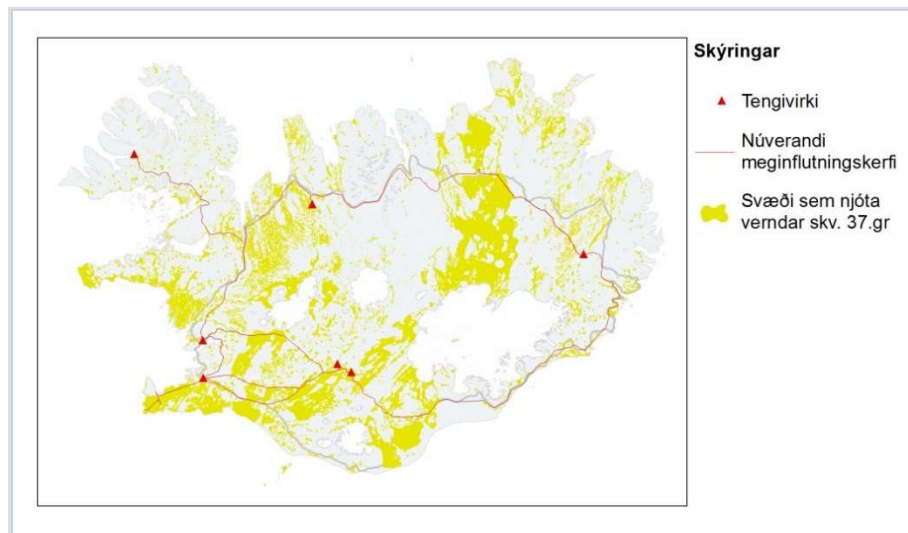 Skýringar
Tengivirki
Núverandi
meginflutningskerfi
Svæði sem njóta
verndar skv. 37.gr